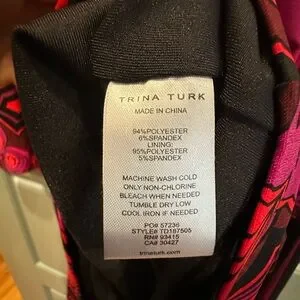 TRINA TURK
MADE IN CHINA
94%POLYESTER
6%SPANDEX
LINING:
95%POLYESTER
5%SPANDEX
MACHINE WASH COLD
ONLY NON-CHLORINE
BLEACH WHEN NEEDED
TUMBLE DRY LOW
COOL IRON IF NEEDED
PO# 57236
STYLE# TD187505
RN# 93415
CA# 30427
trinaturk.com